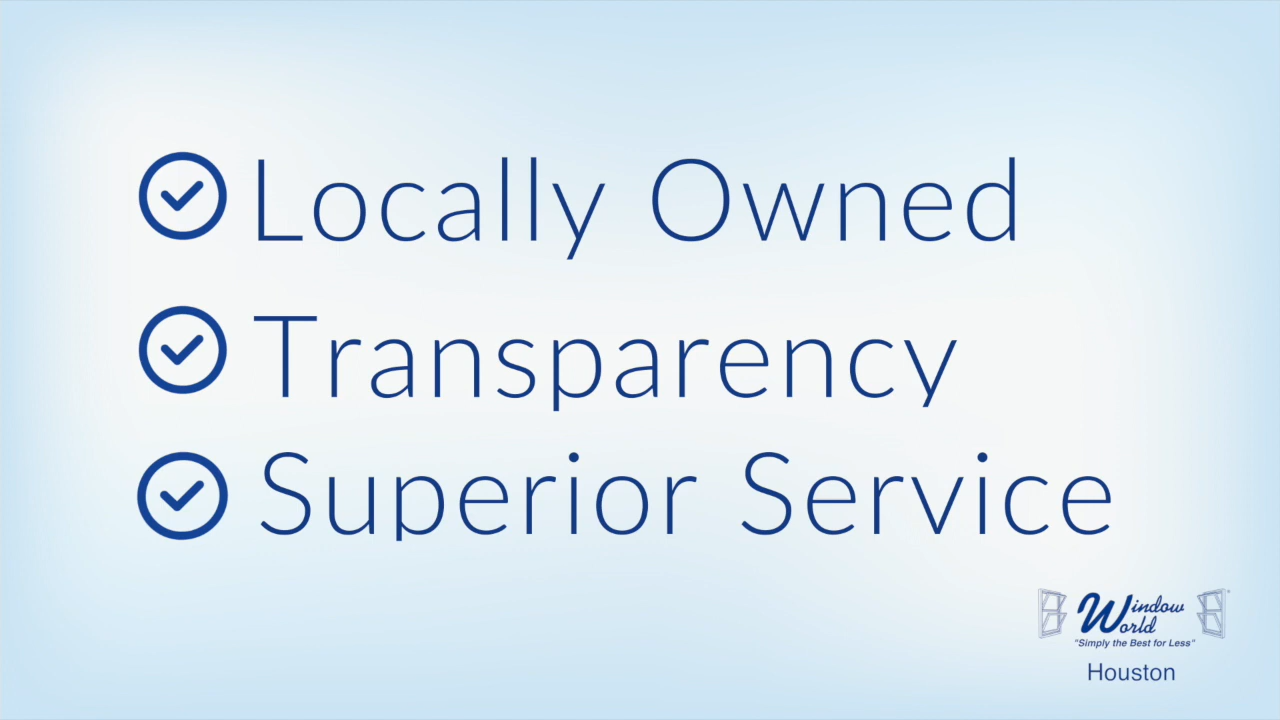 Locally Owned
Transparency
Superior Service
Window
World
"Simply the Best for Less"
Houston